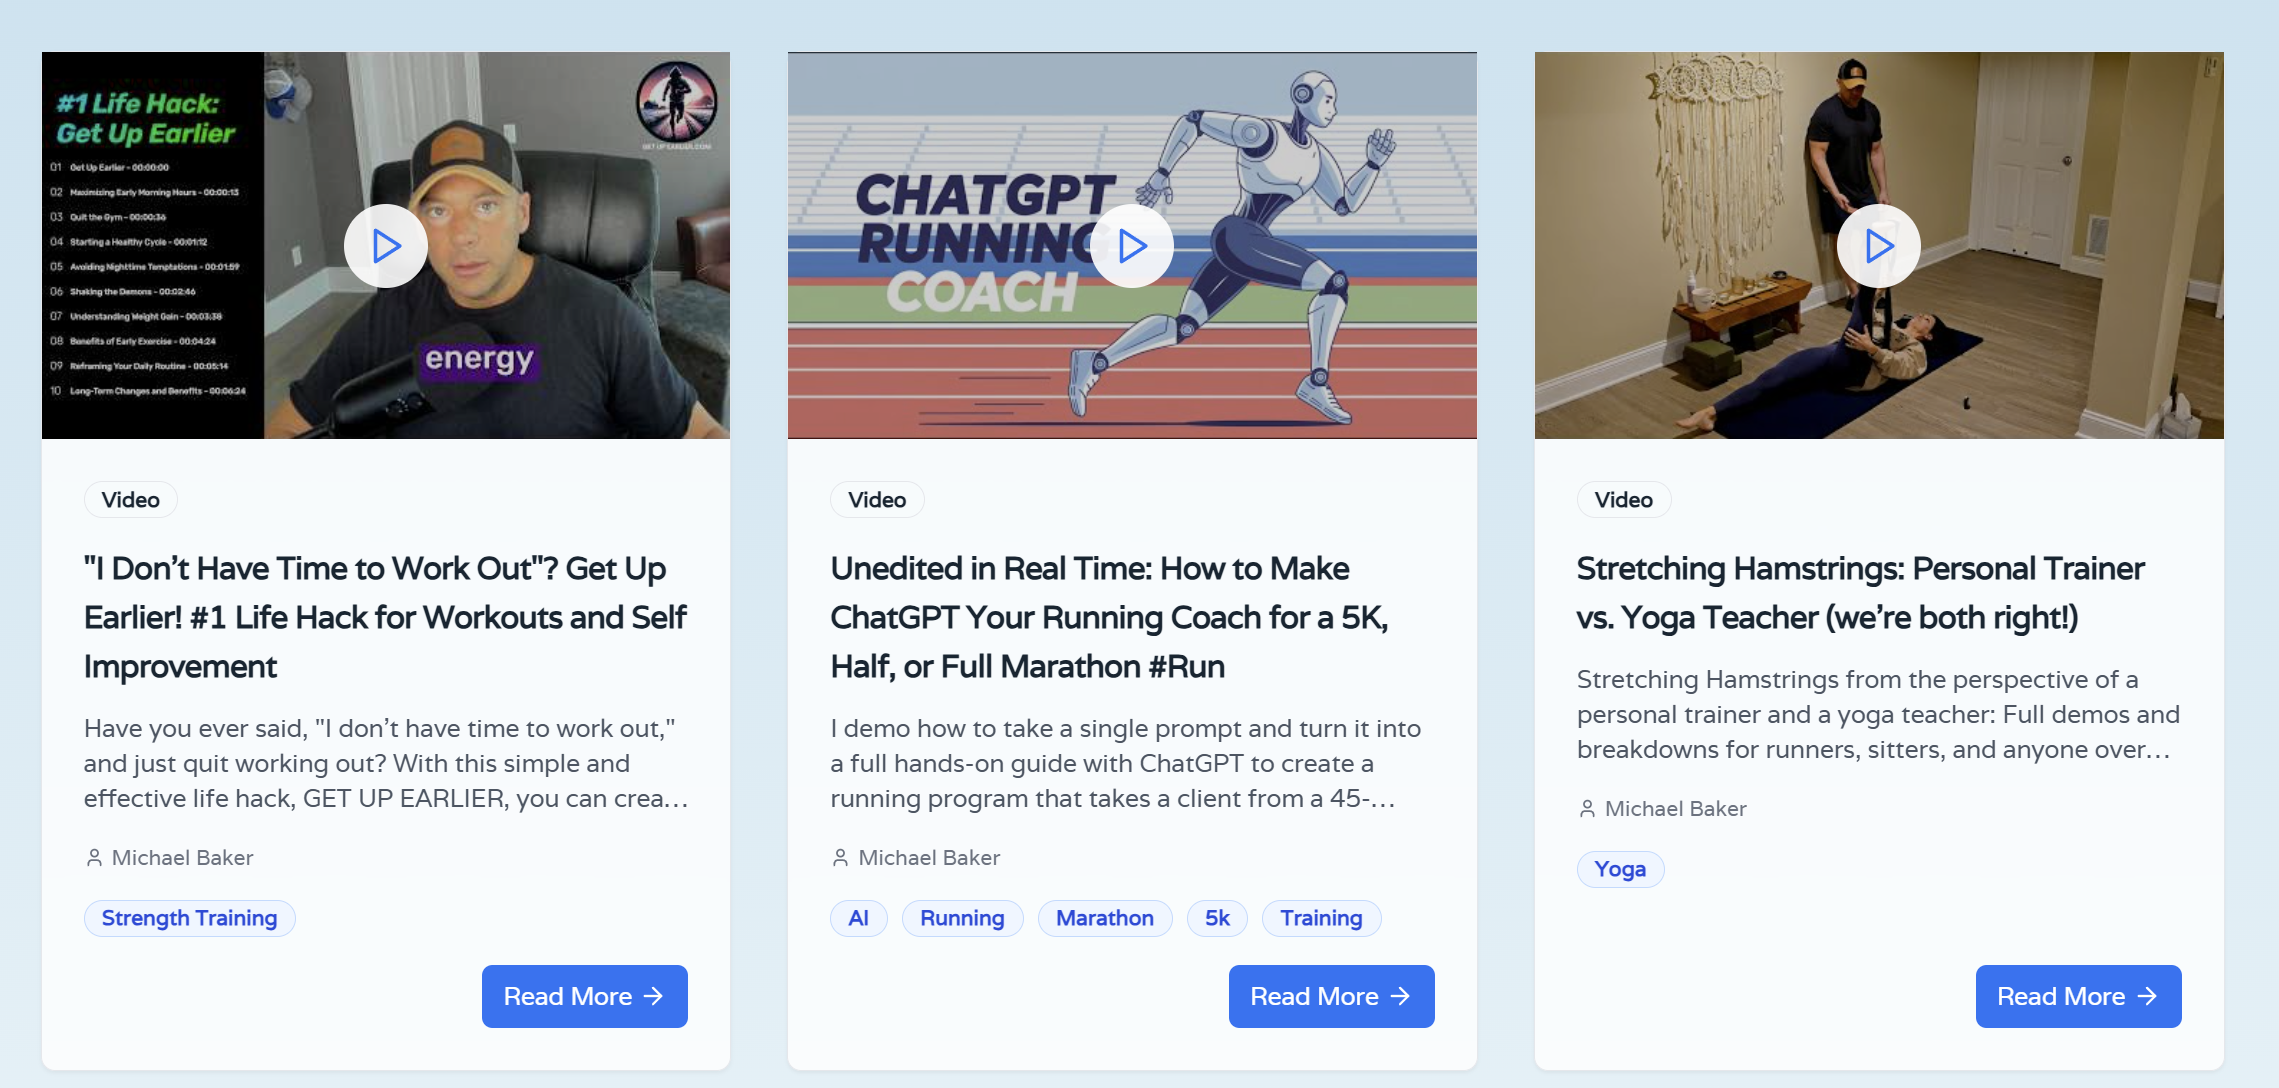 #1 Life Hack:
Get Up Earlier
01 Get Up Earlier - 00:00:00
02 Maximizing Early Morning Hours - 00:00:13
03 Quit the Gym - 00:00:36
04 Starting a Healthy Cycle - 00:01:12
05 Avoiding Nighttime Temptations - 00:01:59
06 Shaking the Demons - 00:02:46
07 Understanding Weight Gain - 00:03:38
08 Benefits of Early Exercise - 00:04:24
09 Reframing Your Daily Routine - 00:05:14
10 Long-Term Changes and Benefits - 00:06:24
GET UP EARLIER.COM
energy
Video
"I Don't Have Time to Work Out"? Get Up
Earlier! #1 Life Hack for Workouts and Self
Improvement
Have you ever said, "I don't have time to work out,"
and just quit working out? With this simple and
effective life hack, GET UP EARLIER, you can crea...
Michael Baker
Strength Training
Read More →
CHATGPT
RUNNING
COACH
Video
Unedited in Real Time: How to Make
ChatGPT Your Running Coach for a 5K,
Half, or Full Marathon #Run
I demo how to take a single prompt and turn it into
a full hands-on guide with ChatGPT to create a
running program that takes a client from a 45-...
Michael Baker
AI Running Marathon 5k Training
Read More →
Video
Stretching Hamstrings: Personal Trainer
vs. Yoga Teacher (we're both right!)
Stretching Hamstrings from the perspective of a
personal trainer and a yoga teacher: Full demos and
breakdowns for runners, sitters, and anyone over...
Michael Baker
Yoga
Read More →